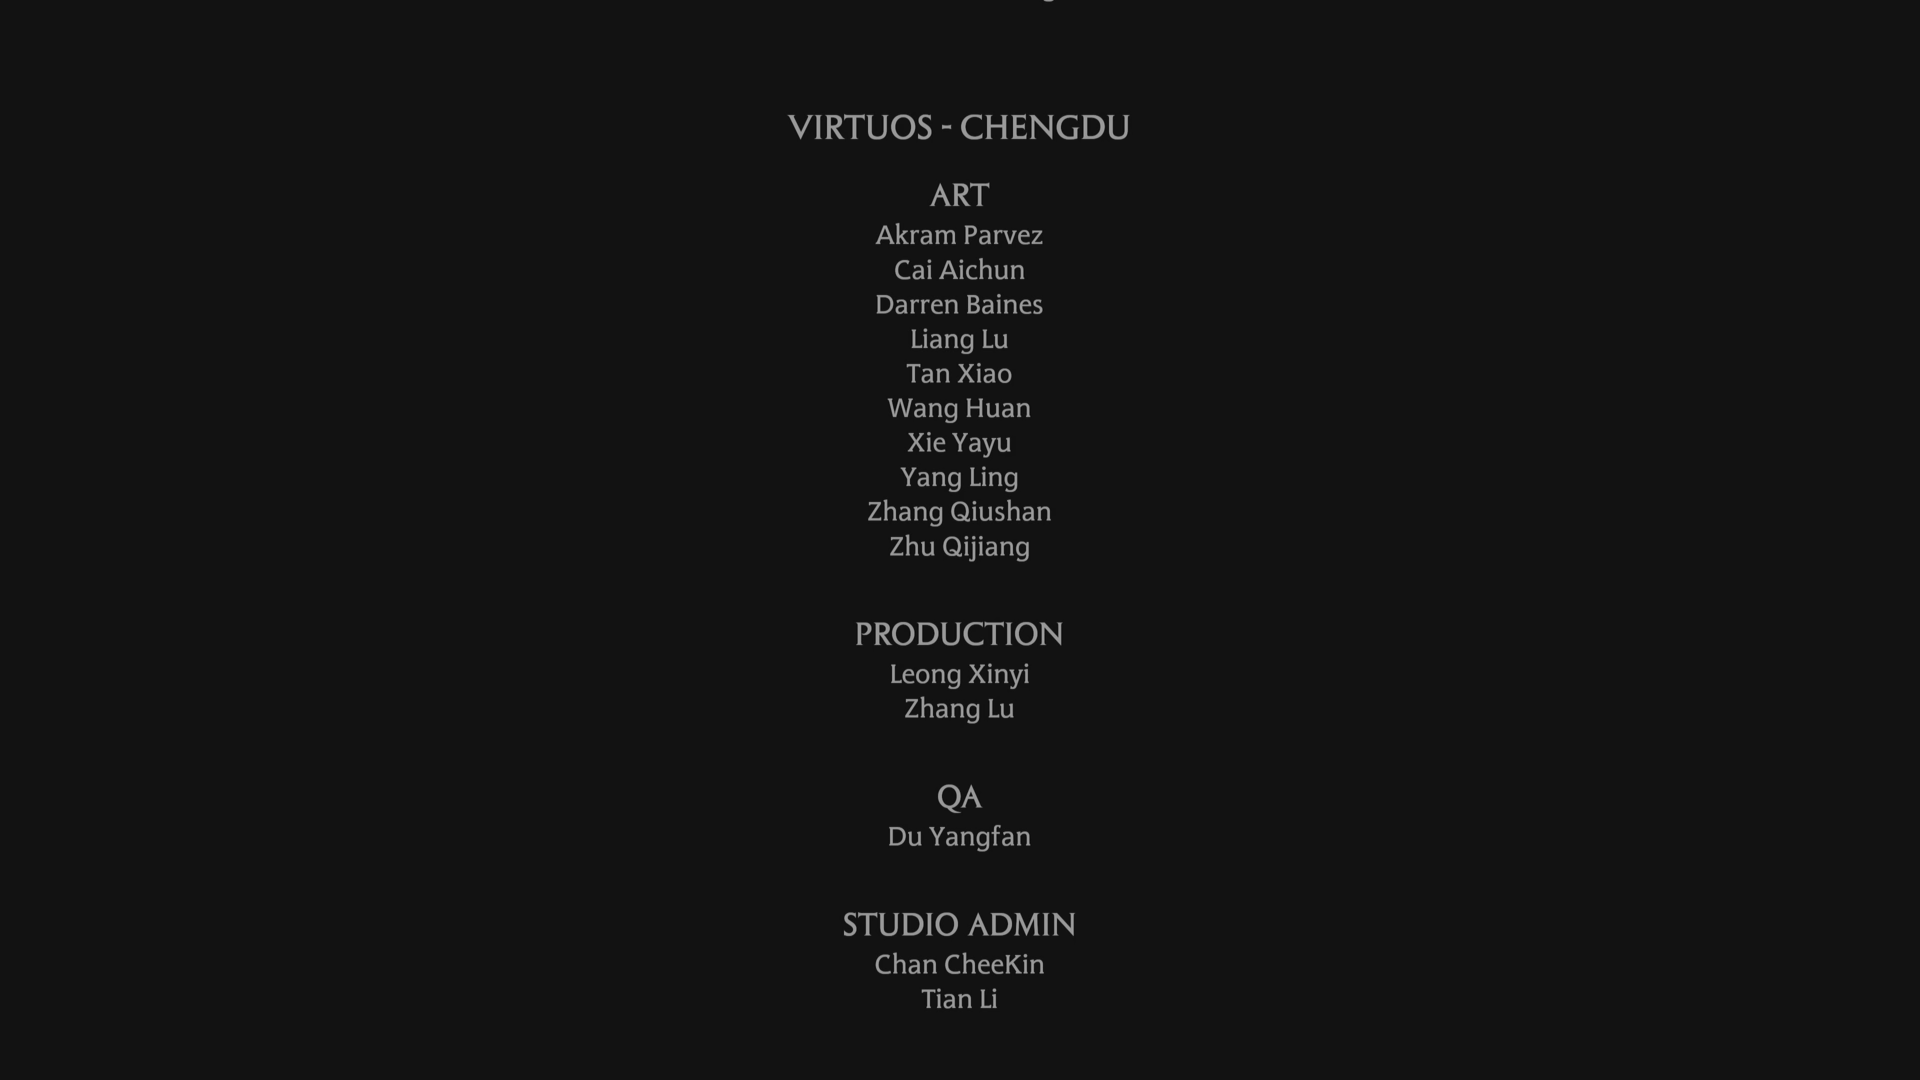 VIRTUOS - CHENGDU
ART
Akram Parvez
Cai Aichun
Darren Baines
Liang Lu
Tan Xiao
Wang Huan
Xie Yayu
Yang Ling
Zhang Qiushan
Zhu Qijiang
PRODUCTION
Leong Xinyi
Zhang Lu
QA
Du Yangfan
STUDIO ADMIN
Chan CheeKin
Tian Li